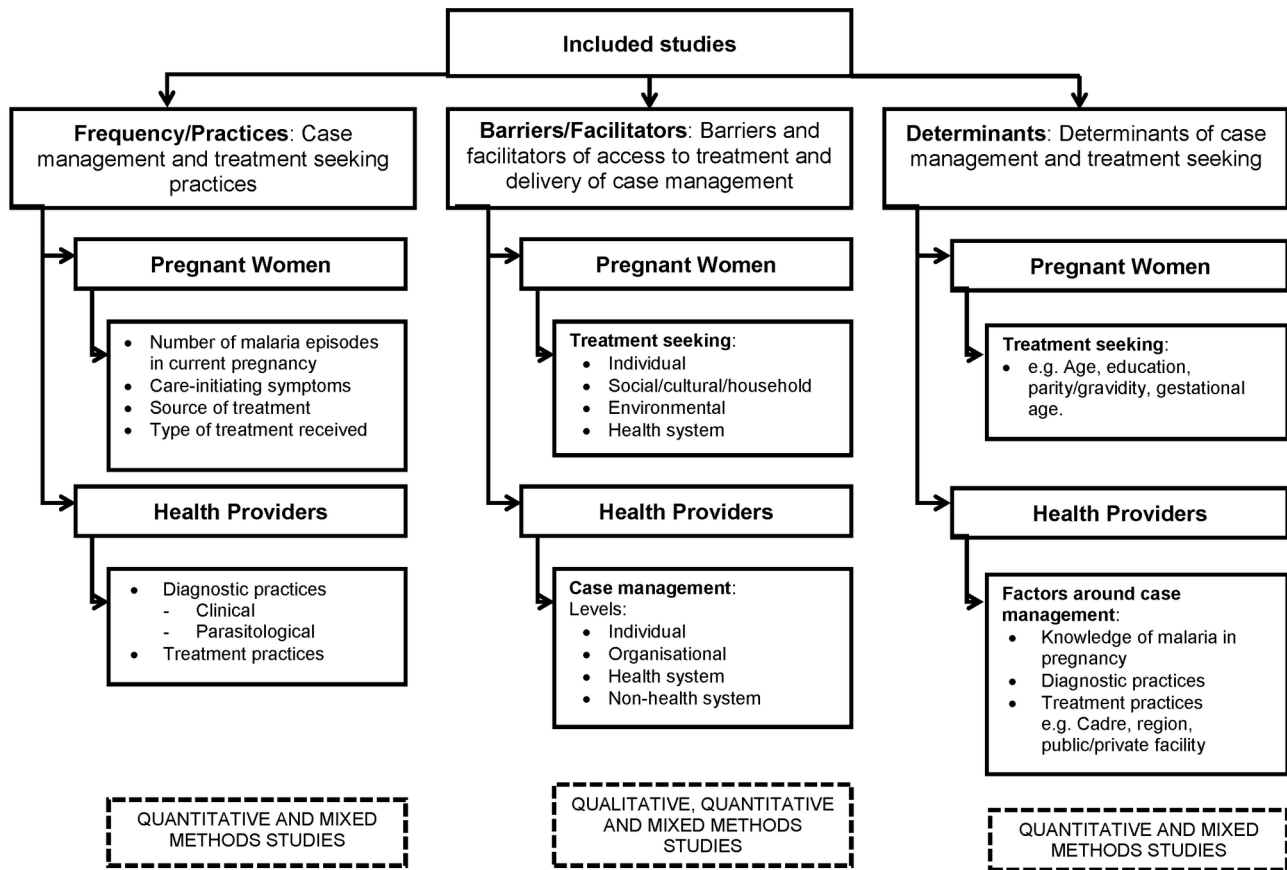 Included studies
Frequency/Practices: Case
management and treatment seeking
practices
Pregnant Women
• Number of malaria episodes
in current pregnancy
• Care-initiating symptoms
• Source of treatment
• Type of treatment received
Health Providers
• Diagnostic practices
- Clinical
- Parasitological
• Treatment practices
QUANTITATIVE AND MIXED
METHODS STUDIES
Barriers/Facilitators: Barriers and
facilitators of access to treatment and
delivery of case management
Pregnant Women
Treatment seeking:
• Individual
• Social/cultural/household
• Environmental
• Health system
Health Providers
Case management:
Levels:
• Individual
• Organisational
• Health system
• Non-health system
QUALITATIVE, QUANTITATIVE
AND MIXED METHODS
STUDIES
Determinants: Determinants of case
management and treatment seeking
Pregnant Women
Treatment seeking:
• e.g. Age, education,
parity/gravidity, gestational
age.
Health Providers
Factors around case
management:
• Knowledge of malaria in
pregnancy
• Diagnostic practices
• Treatment practices
e.g. Cadre, region,
public/private facility
QUANTITATIVE AND MIXED
METHODS STUDIES